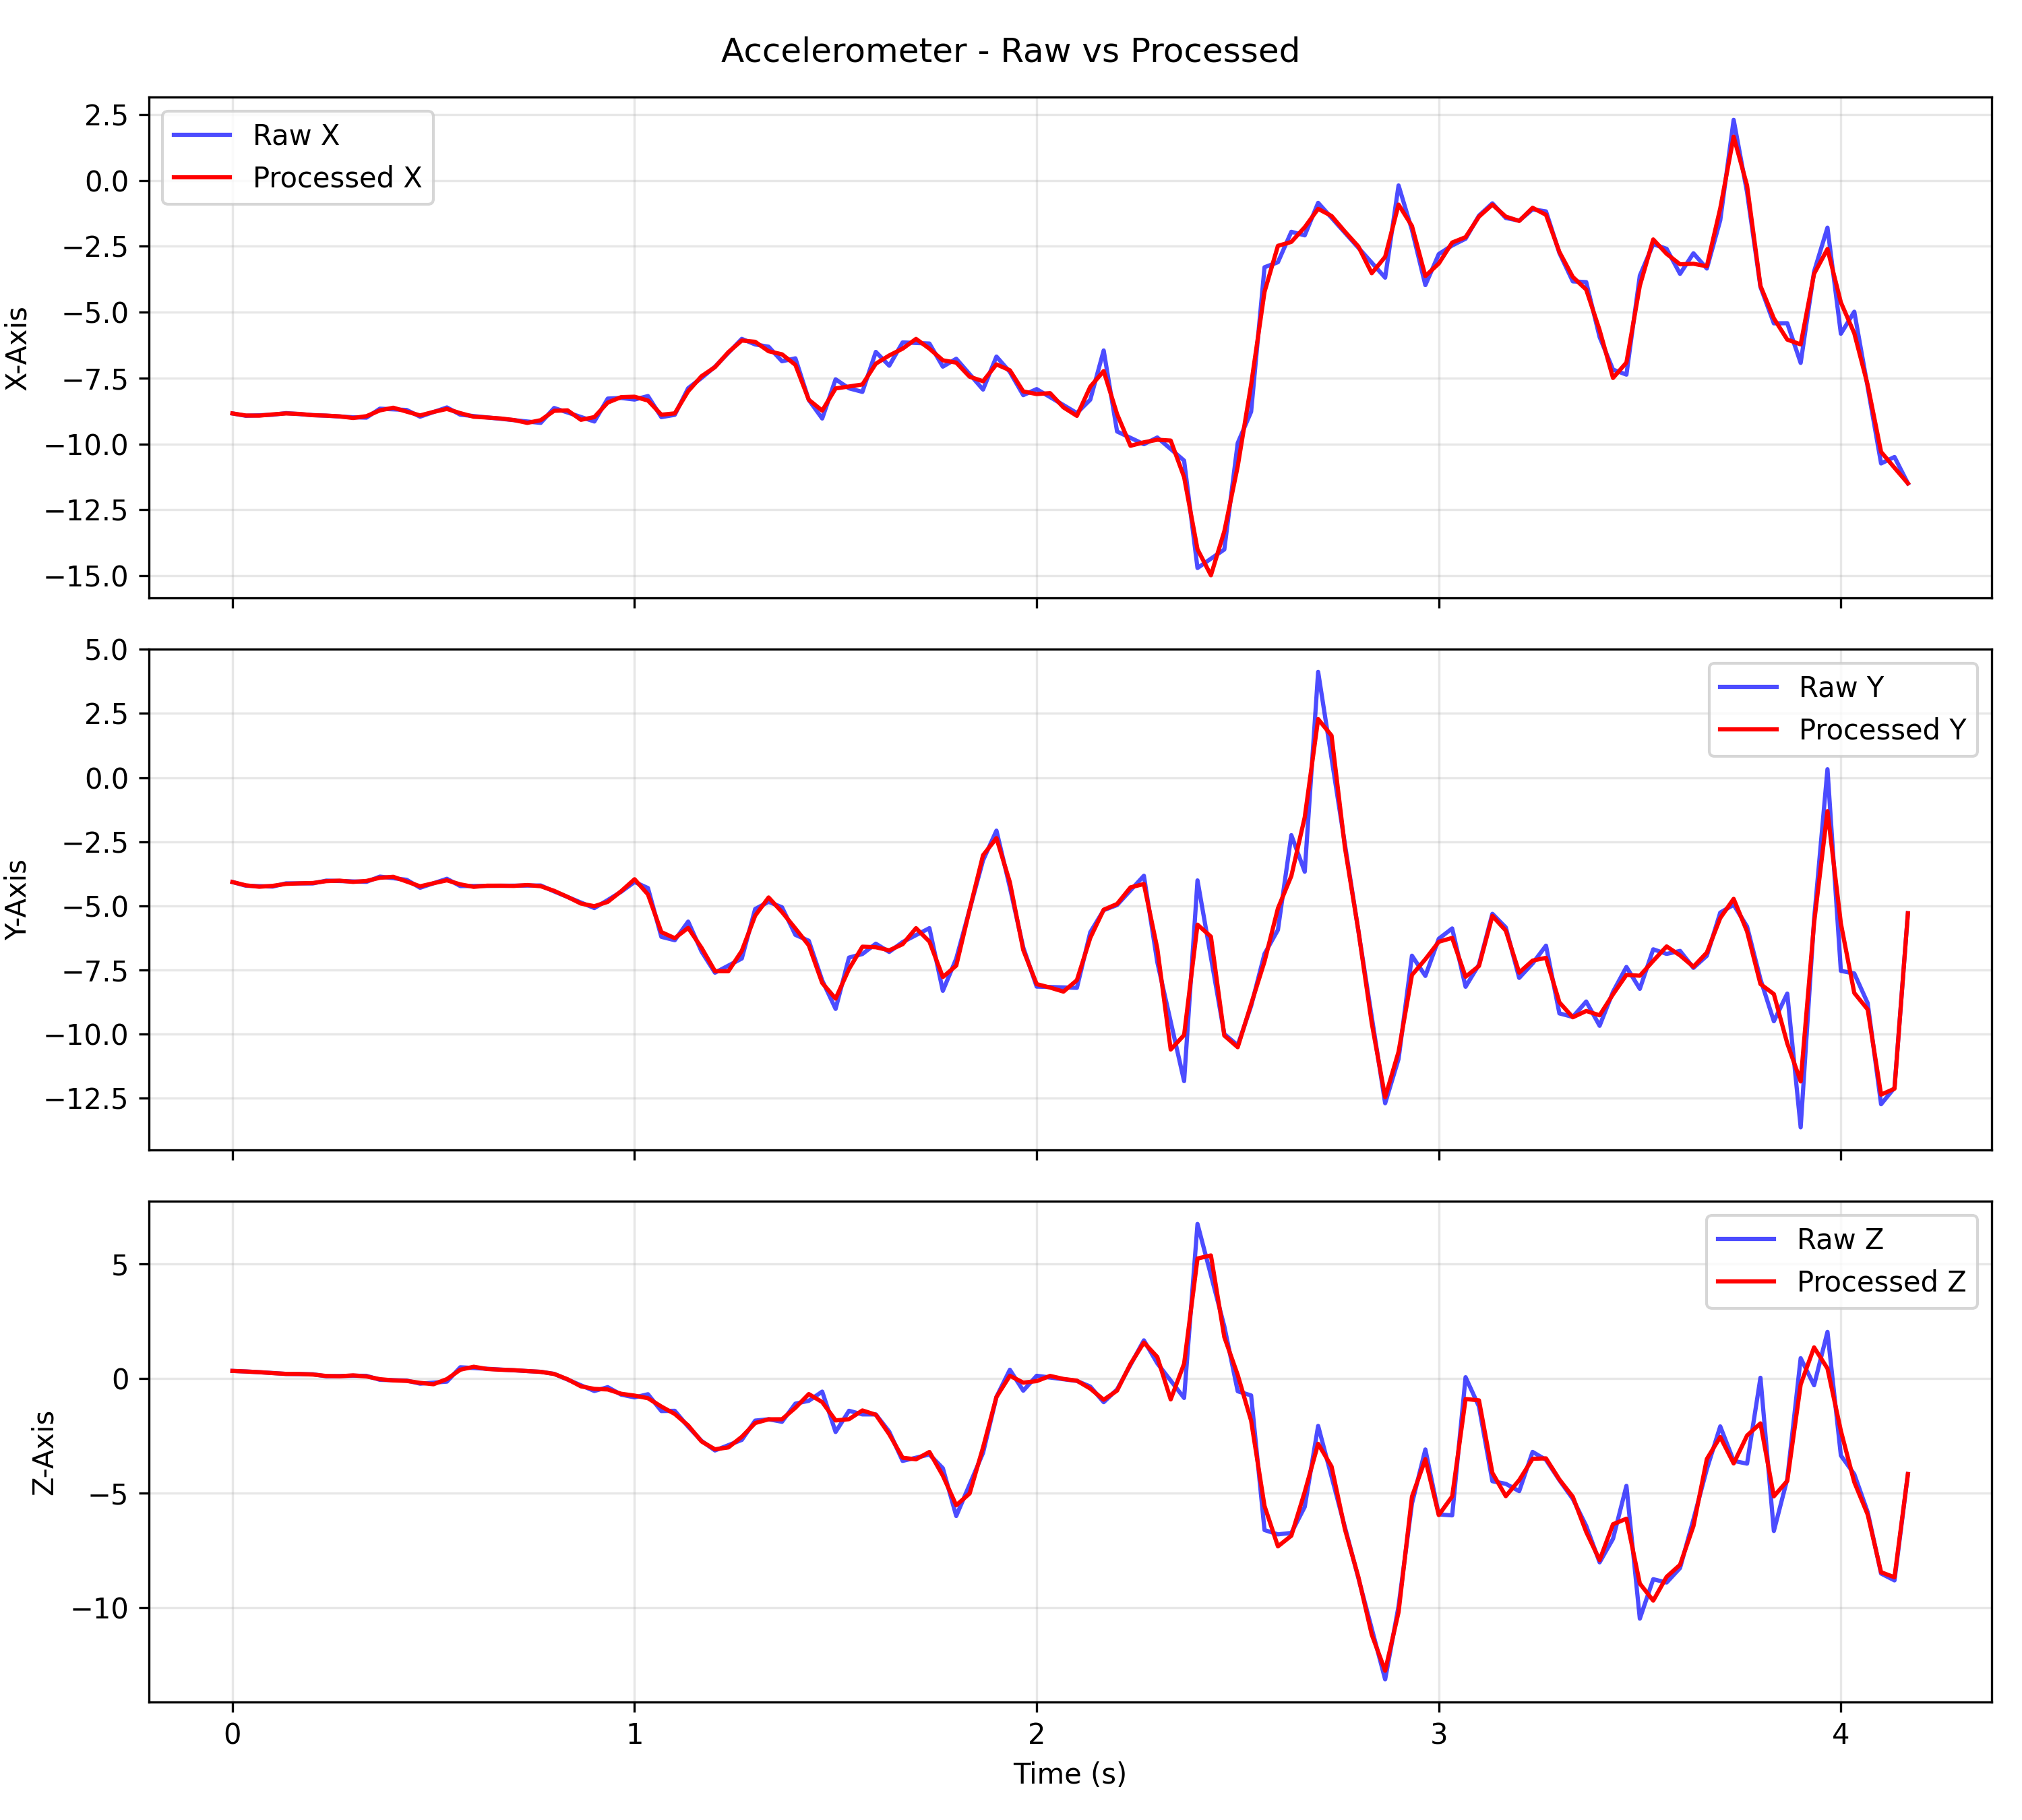 Accelerometer - Raw vs Processed
2.5
0.0
−2.5
−5.0
−7.5
−10.0
−12.5
−15.0
X-Axis
Raw X
Processed X
5.0
2.5
0.0
−2.5
−5.0
−7.5
−10.0
−12.5
Y-Axis
Raw Y
Processed Y
5
0
−5
−10
Z-Axis
Raw Z
Processed Z
0 1 2 3 4
Time (s)